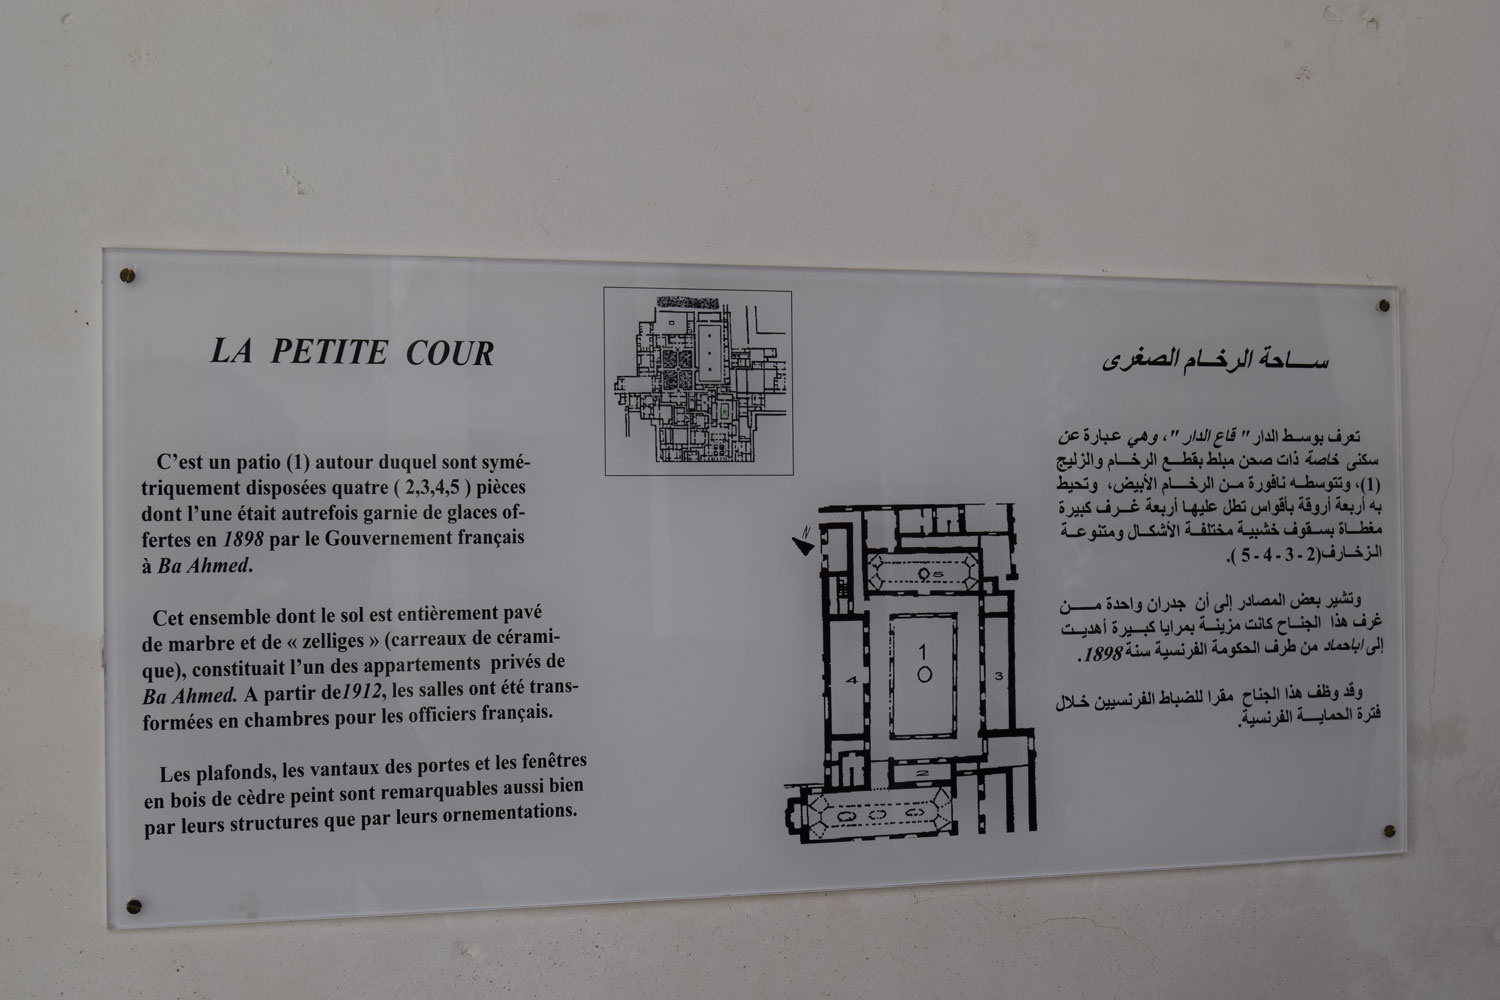 LA PETITE COUR
C’est un patio (1) autour duquel sont symé-
triquement disposées quatre ( 2,3,4,5 ) pièces
dont l’une était autrefois garnie de glaces of-
fertes en 1898 par le Gouvernement français
à Ba Ahmed.
Cet ensemble dont le sol est entièrement pavé
de marbre et de « zelliges » (carreaux de cérami-
que), constituait l’un des appartements privés de
Ba Ahmed. A partir de1912, les salles ont été trans-
formées en chambres pour les officiers français.
Les plafonds, les vantaux des portes et les fenêtres
en bois de cèdre peint sont remarquables aussi bien
par leurs structures que par leurs ornementations.
N
5
1
4
3
2
ساحة الرخام الصغرى
تعرف بوسط الدار "قاع الدار"، وهي عبارة عن
سكنى خاصة ذات صحن مبلط بقطع الرخام والزليج
(1)، وتتوسطه نافورة من الرخام الأبيض، وتحيط
به أربعة أروقة بأقواس تطل عليها أربعة غرف كبيرة
مغطاة بسقوف خشبية مختلفة الأشكال ومتنوعة
الزخارف(2 - 3 - 4 - 5 ).
وتشير بعض المصادر إلى أن جدران واحدة من
غرف هذا الجناح كانت مزينة بمرايا كبيرة أهديت
إلى اباحماد من طرف الحكومة الفرنسية سنة 1898.
وقد وظف هذا الجناح مقرا للضباط الفرنسيين خلال
فترة الحماية الفرنسية.